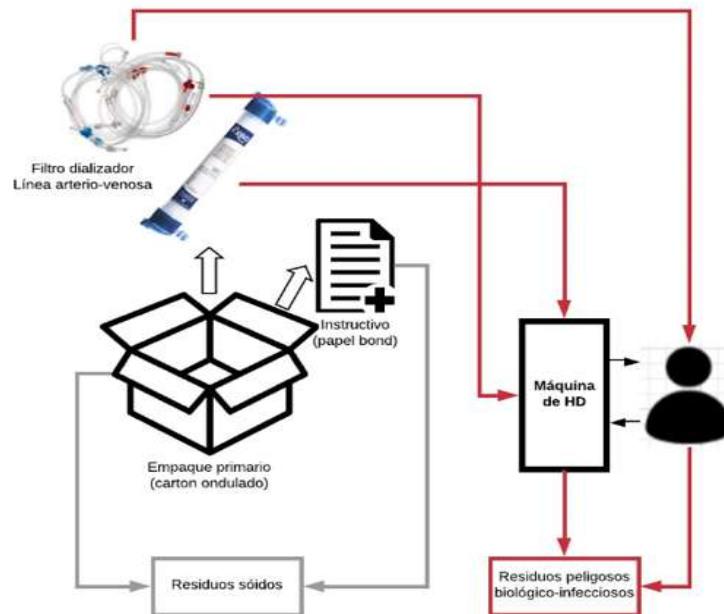 Filtro dializador
Línea arterio-venosa
Instructivo
(papel bond)
Máquina
de HD
Empaque primario
(carton ondulado)
Residuos sóidos
Residuos peligosos
biológico-infecciosos